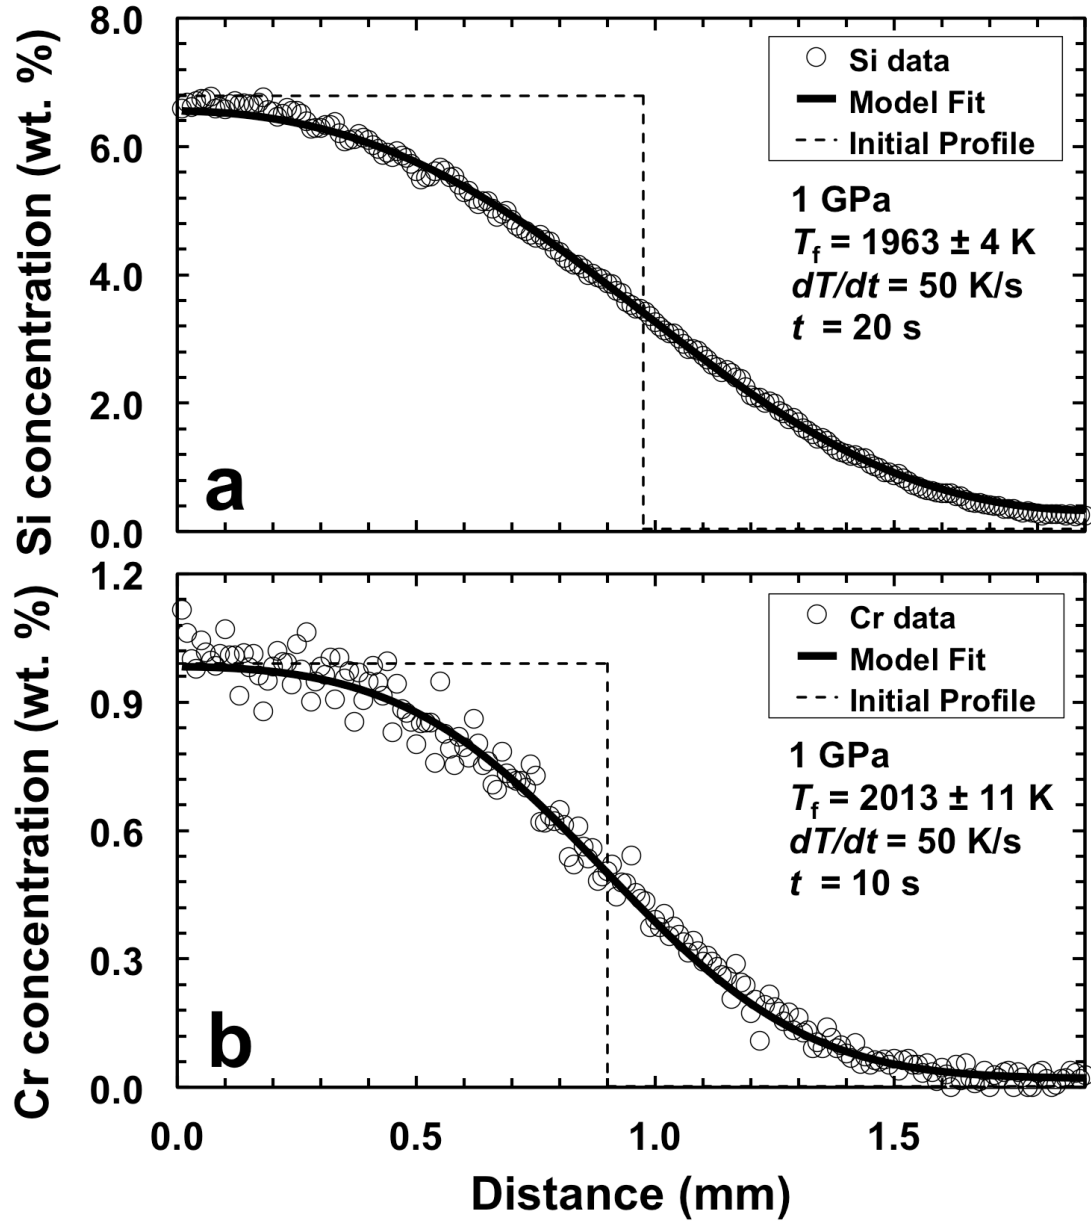 Si concentration (wt. %)
8.0
6.0
4.0
2.0
0.0
Si data
Model Fit
Initial Profile
1 GPa
Tf = 1963 ± 4 K
dT/dt = 50 K/s
t = 20 s
a
Cr concentration (wt. %)
1.2
0.9
0.6
0.3
0.0
Cr data
Model Fit
Initial Profile
1 GPa
Tf = 2013 ± 11 K
dT/dt = 50 K/s
t = 10 s
b
0.0 0.5 1.0 1.5
Distance (mm)